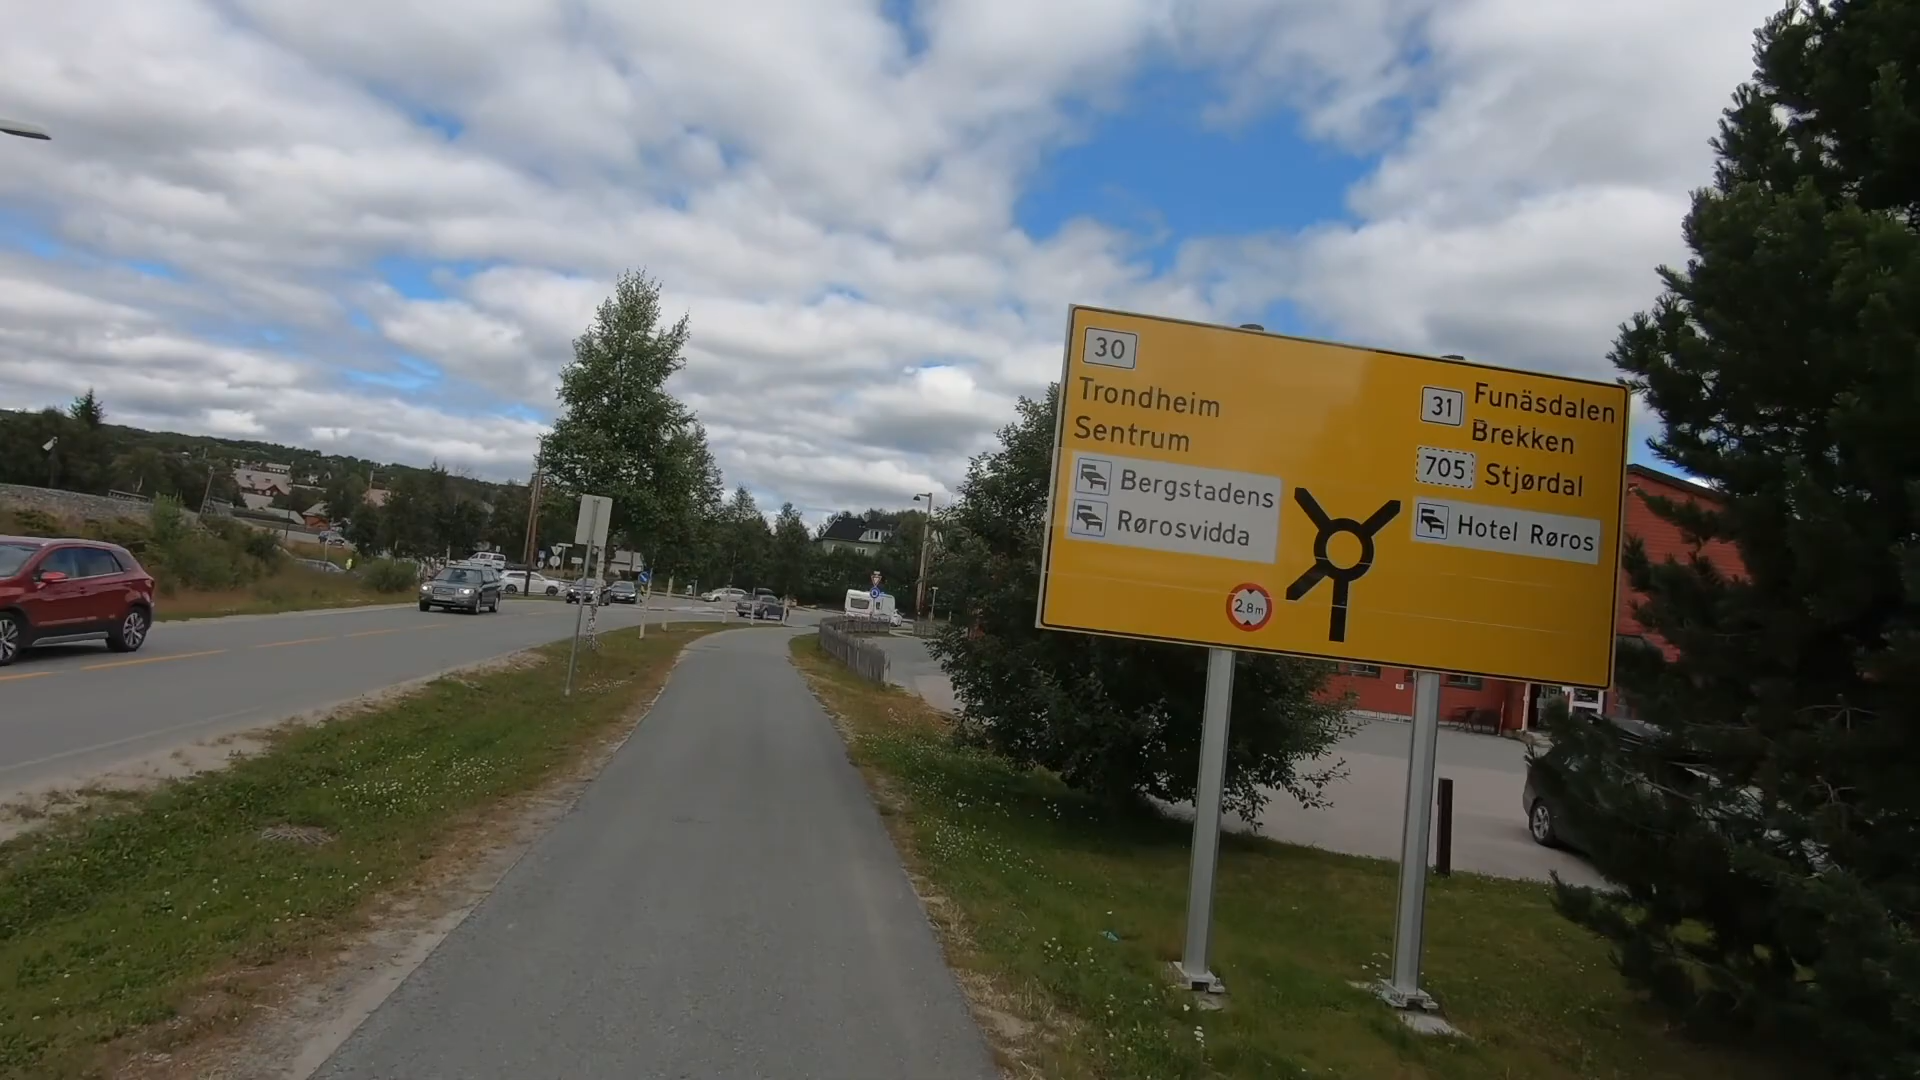 30
Trondheim
Sentrum
Bergstadens
Rørosvidda
2,8m
31 Funäsdalen
Brekken
705 Stjørdal
Hotel Røros